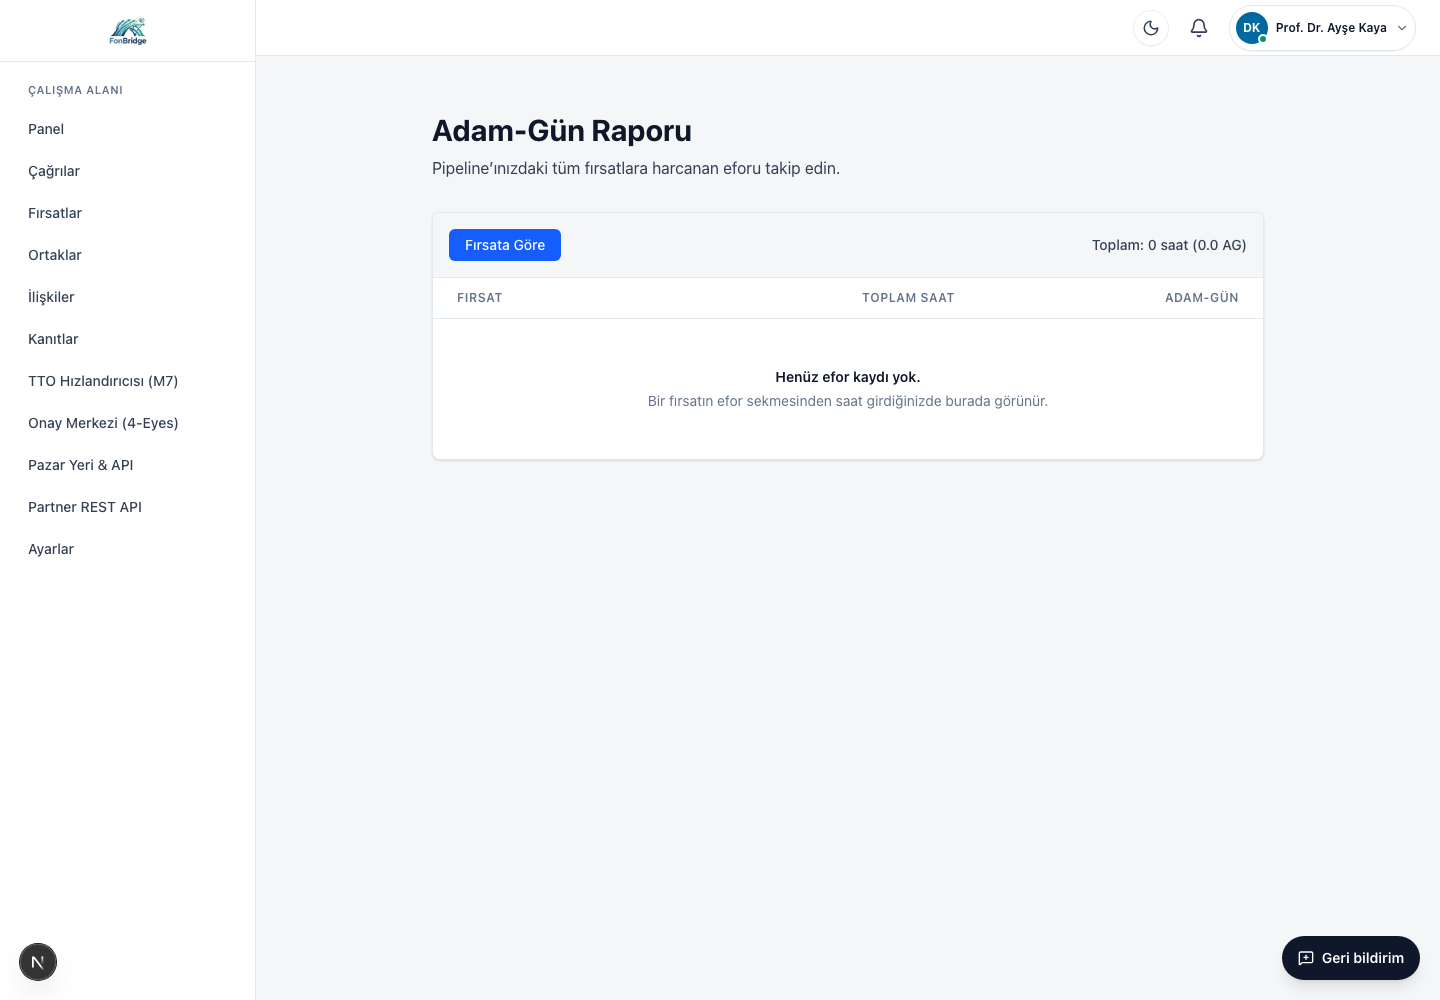 FonBridge
DK
Prof. Dr. Ayşe Kaya
ÇALIŞMA ALANI
Panel
Çağrılar
Fırsatlar
Ortaklar
İlişkiler
Kanıtlar
TTO Hızlandırıcısı (M7)
Onay Merkezi (4-Eyes)
Pazar Yeri & API
Partner REST API
Ayarlar
Adam-Gün Raporu
Pipeline’ınızdaki tüm fırsatlara harcanan eforu takip edin.
Fırsata Göre
Toplam: 0 saat (0.0 AG)
FIRSAT TOPLAM SAAT ADAM-GÜN
Henüz efor kaydı yok.
Bir fırsatın efor sekmesinden saat girdiğinizde burada görünür.
N
Geri bildirim